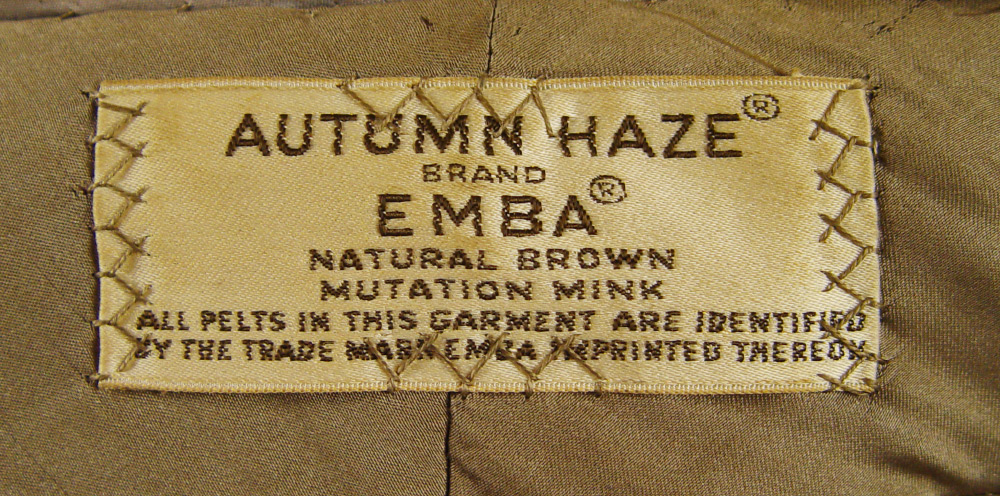 AUTUMN HAZE®
BRAND
EMBA®
NATURAL BROWN
MUTATION MINK
ALL PELTS IN THIS GARMENT ARE IDENTIFIED
BY THE TRADE MARK EMBA IMPRINTED THEREON